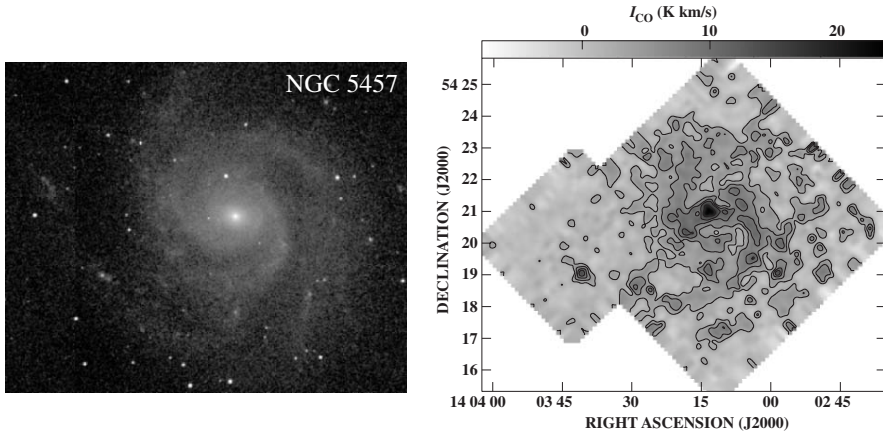 NGC 5457
I_CO (K km/s)
0 10 20
DECLINATION (J2000)
54 25
24
23
22
21
20
19
18
17
16
14 04 00 03 45 30 15 00 02 45
RIGHT ASCENSION (J2000)